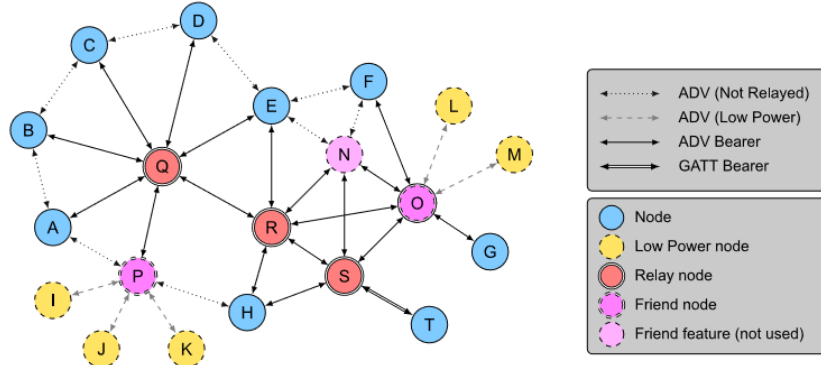 D
C
E
F
L
B
N
M
Q
O
A
R
G
P
S
I
H
T
J
K
ADV (Not Relayed)
ADV (Low Power)
ADV Bearer
GATT Bearer
Node
Low Power node
Relay node
Friend node
Friend feature (not used)